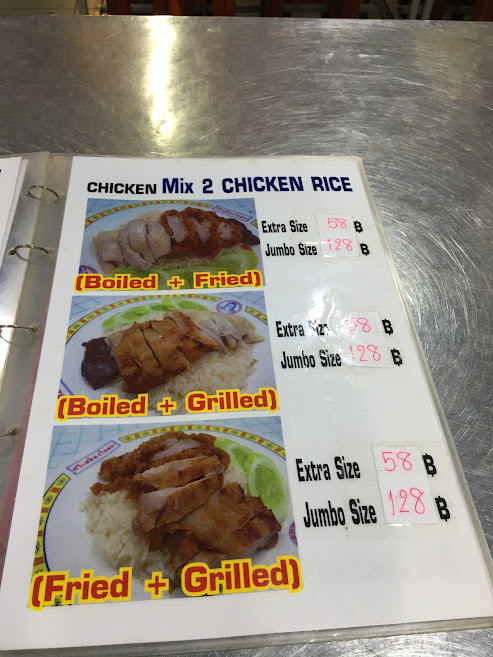 CHICKEN Mix 2 CHICKEN RICE
Extra Size 58 ฿
Jumbo Size 128 ฿
(Boiled + Fried)
Extra Size 58 ฿
Jumbo Size 128 ฿
(Boiled + Grilled)
Extra Size 58 ฿
Jumbo Size 128 ฿
(Fried + Grilled)